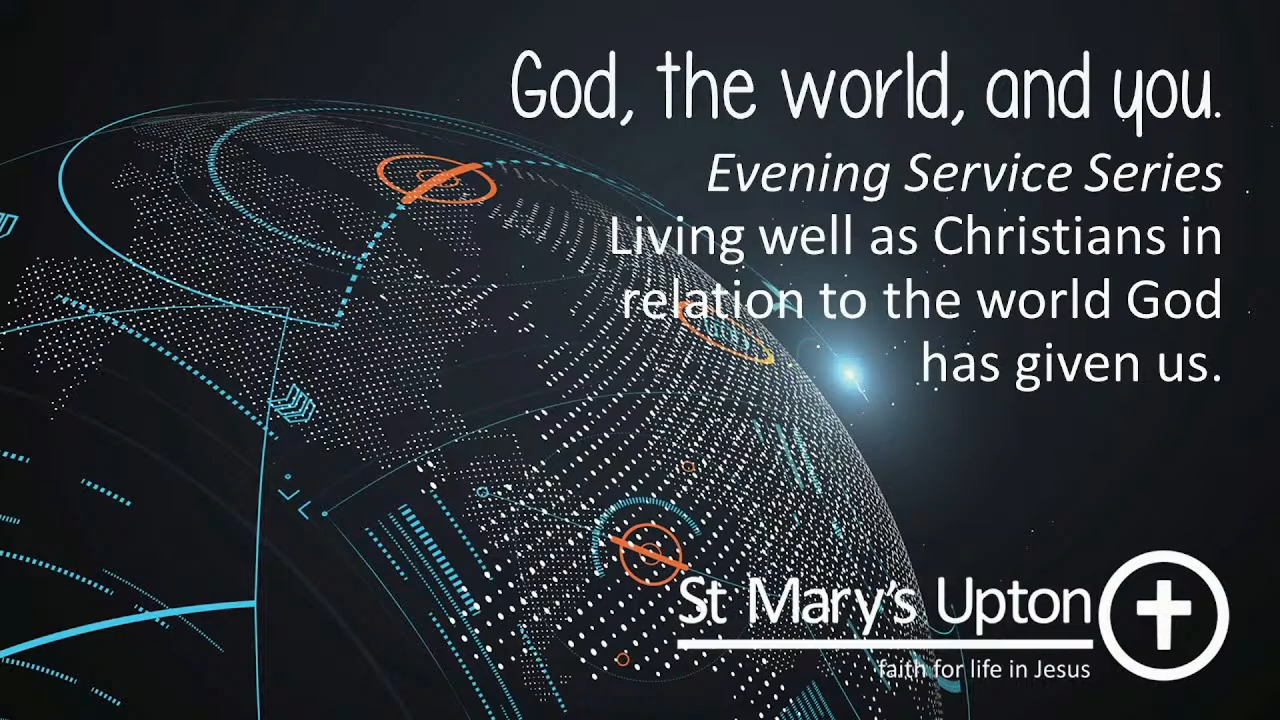 God, the world, and you.
Evening Service Series
Living well as Christians in
relation to the world God
has given us.
St Mary's Upton
faith for life in Jesus